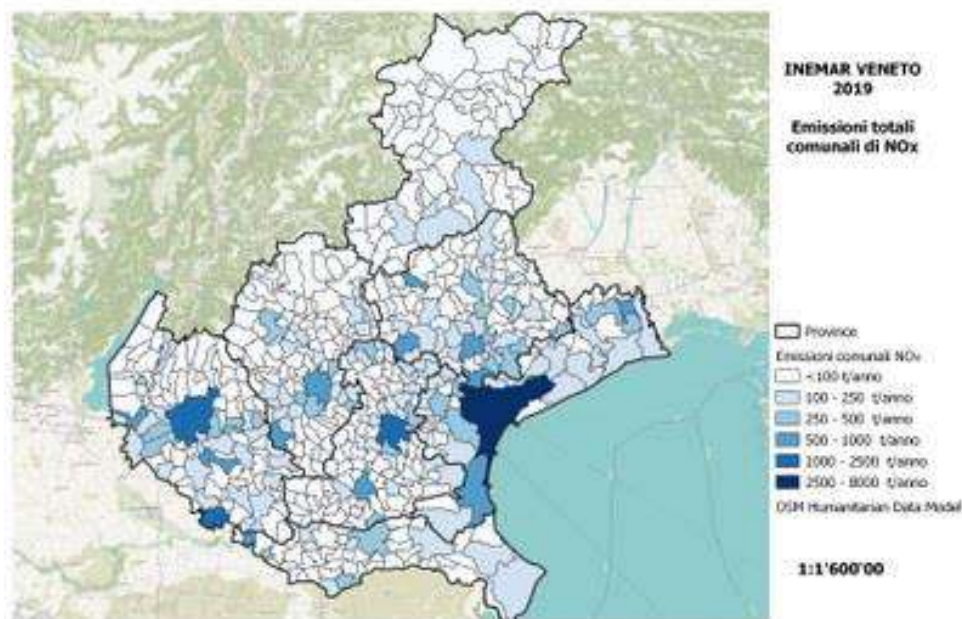 INEMAR VENETO
2019
Emissioni totali
comunali di NOx
Province
Emissioni comunali NOx
<100 t/anno
100 - 250 t/anno
250 - 500 t/anno
500 - 1000 t/anno
1000 - 2500 t/anno
2500 - 8000 t/anno
OSM Humanitarian Data Model
1:1'600'00